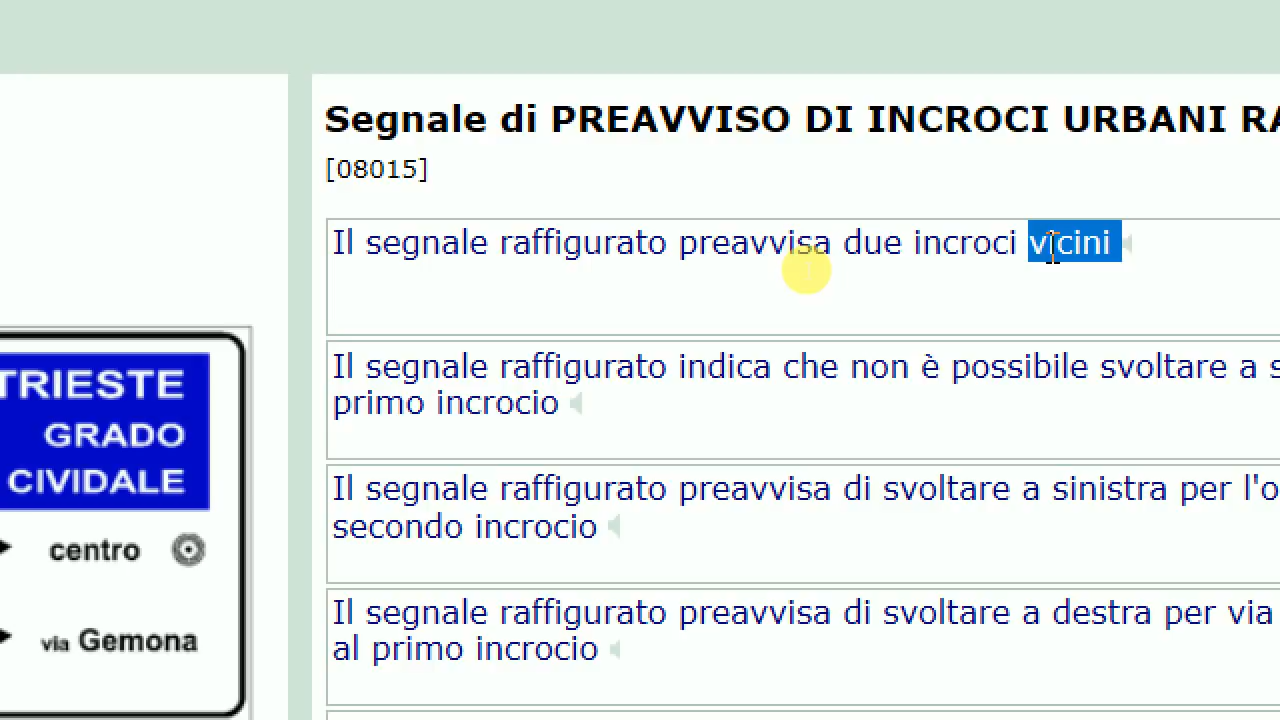 Segnale di PREAVVISO DI INCROCI URBANI
[08015]
Il segnale raffigurato preavvisa due incroci vicini
Il segnale raffigurato indica che non è possibile svoltare a
primo incrocio
Il segnale raffigurato preavvisa di svoltare a sinistra per
secondo incrocio
Il segnale raffigurato preavvisa di svoltare a destra per via
al primo incrocio
TRIESTE
GRADO
CIVIDALE
centro
via Gemona